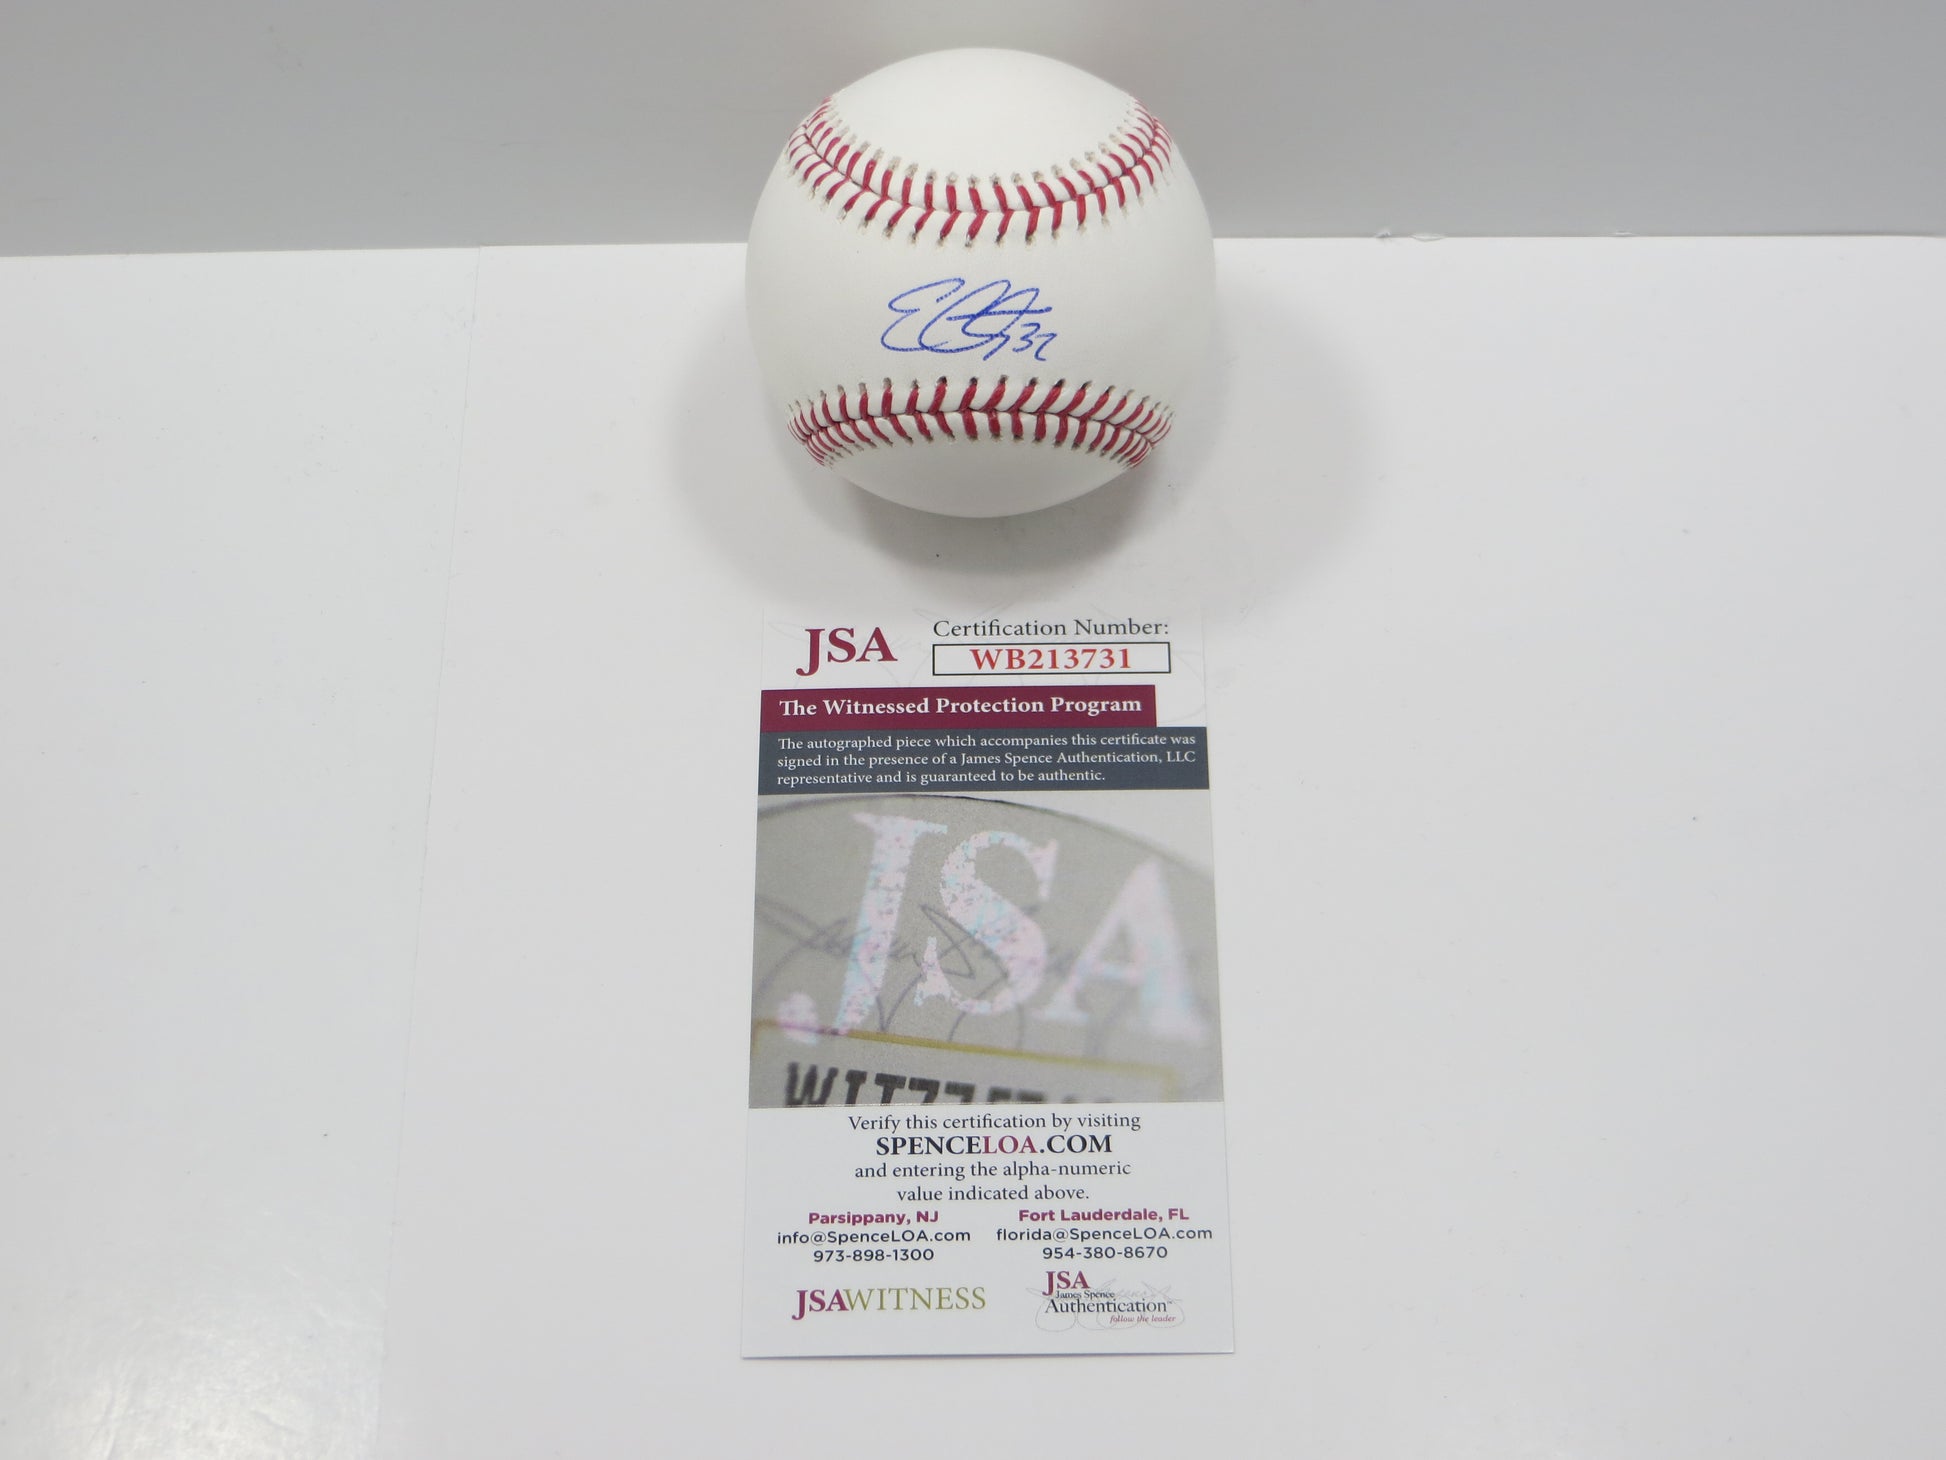 32
JSA
Certification Number:
WB213731
The Witnessed Protection Program
The autographed piece which accompanies this certificate was
signed in the presence of a James Spence Authentication, LLC
representative and is guaranteed to be authentic.
JSA
Verify this certification by visiting
SPENCELOA.COM
and entering the alpha-numeric
value indicated above.
Parsippany, NJ
info@SpenceLOA.com
973-898-1300
Fort Lauderdale, FL
florida@SpenceLOA.com
954-380-8670
JSAWITNESS
JSA
James Spence
Authentication™
follow the leader